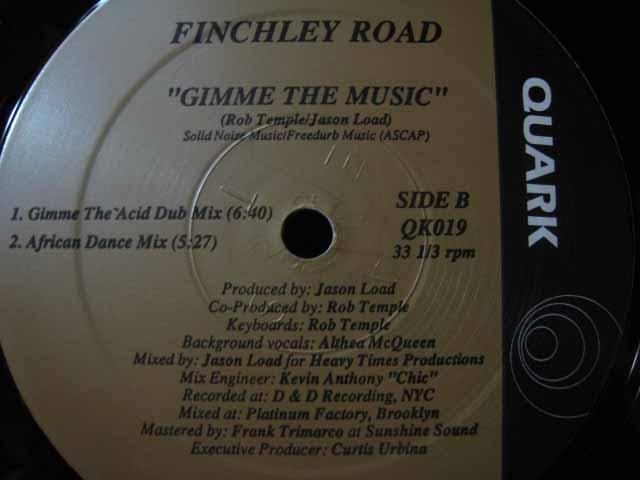 FINCHLEY ROAD
"GIMME THE MUSIC"
(Rob Temple/Jason Load)
Solid Noize Music/Freedurb Music (ASCAP)
1. Gimme The Acid Dub Mix (6:40)
2. African Dance Mix (5:27)
SIDE B
QK019
33 1/3 rpm
Produced by: Jason Load
Co-Produced by: Rob Temple
Keyboards: Rob Temple
Background vocals: Althea McQueen
Mixed by: Jason Load for Heavy Times Productions
Mix Engineer: Kevin Anthony "Chic"
Recorded at: D & D Recording, NYC
Mixed at: Platinum Factory, Brooklyn
Mastered by: Frank Trimarco at Sunshine Sound
Executive Producer: Curtis Urbina
QUARK